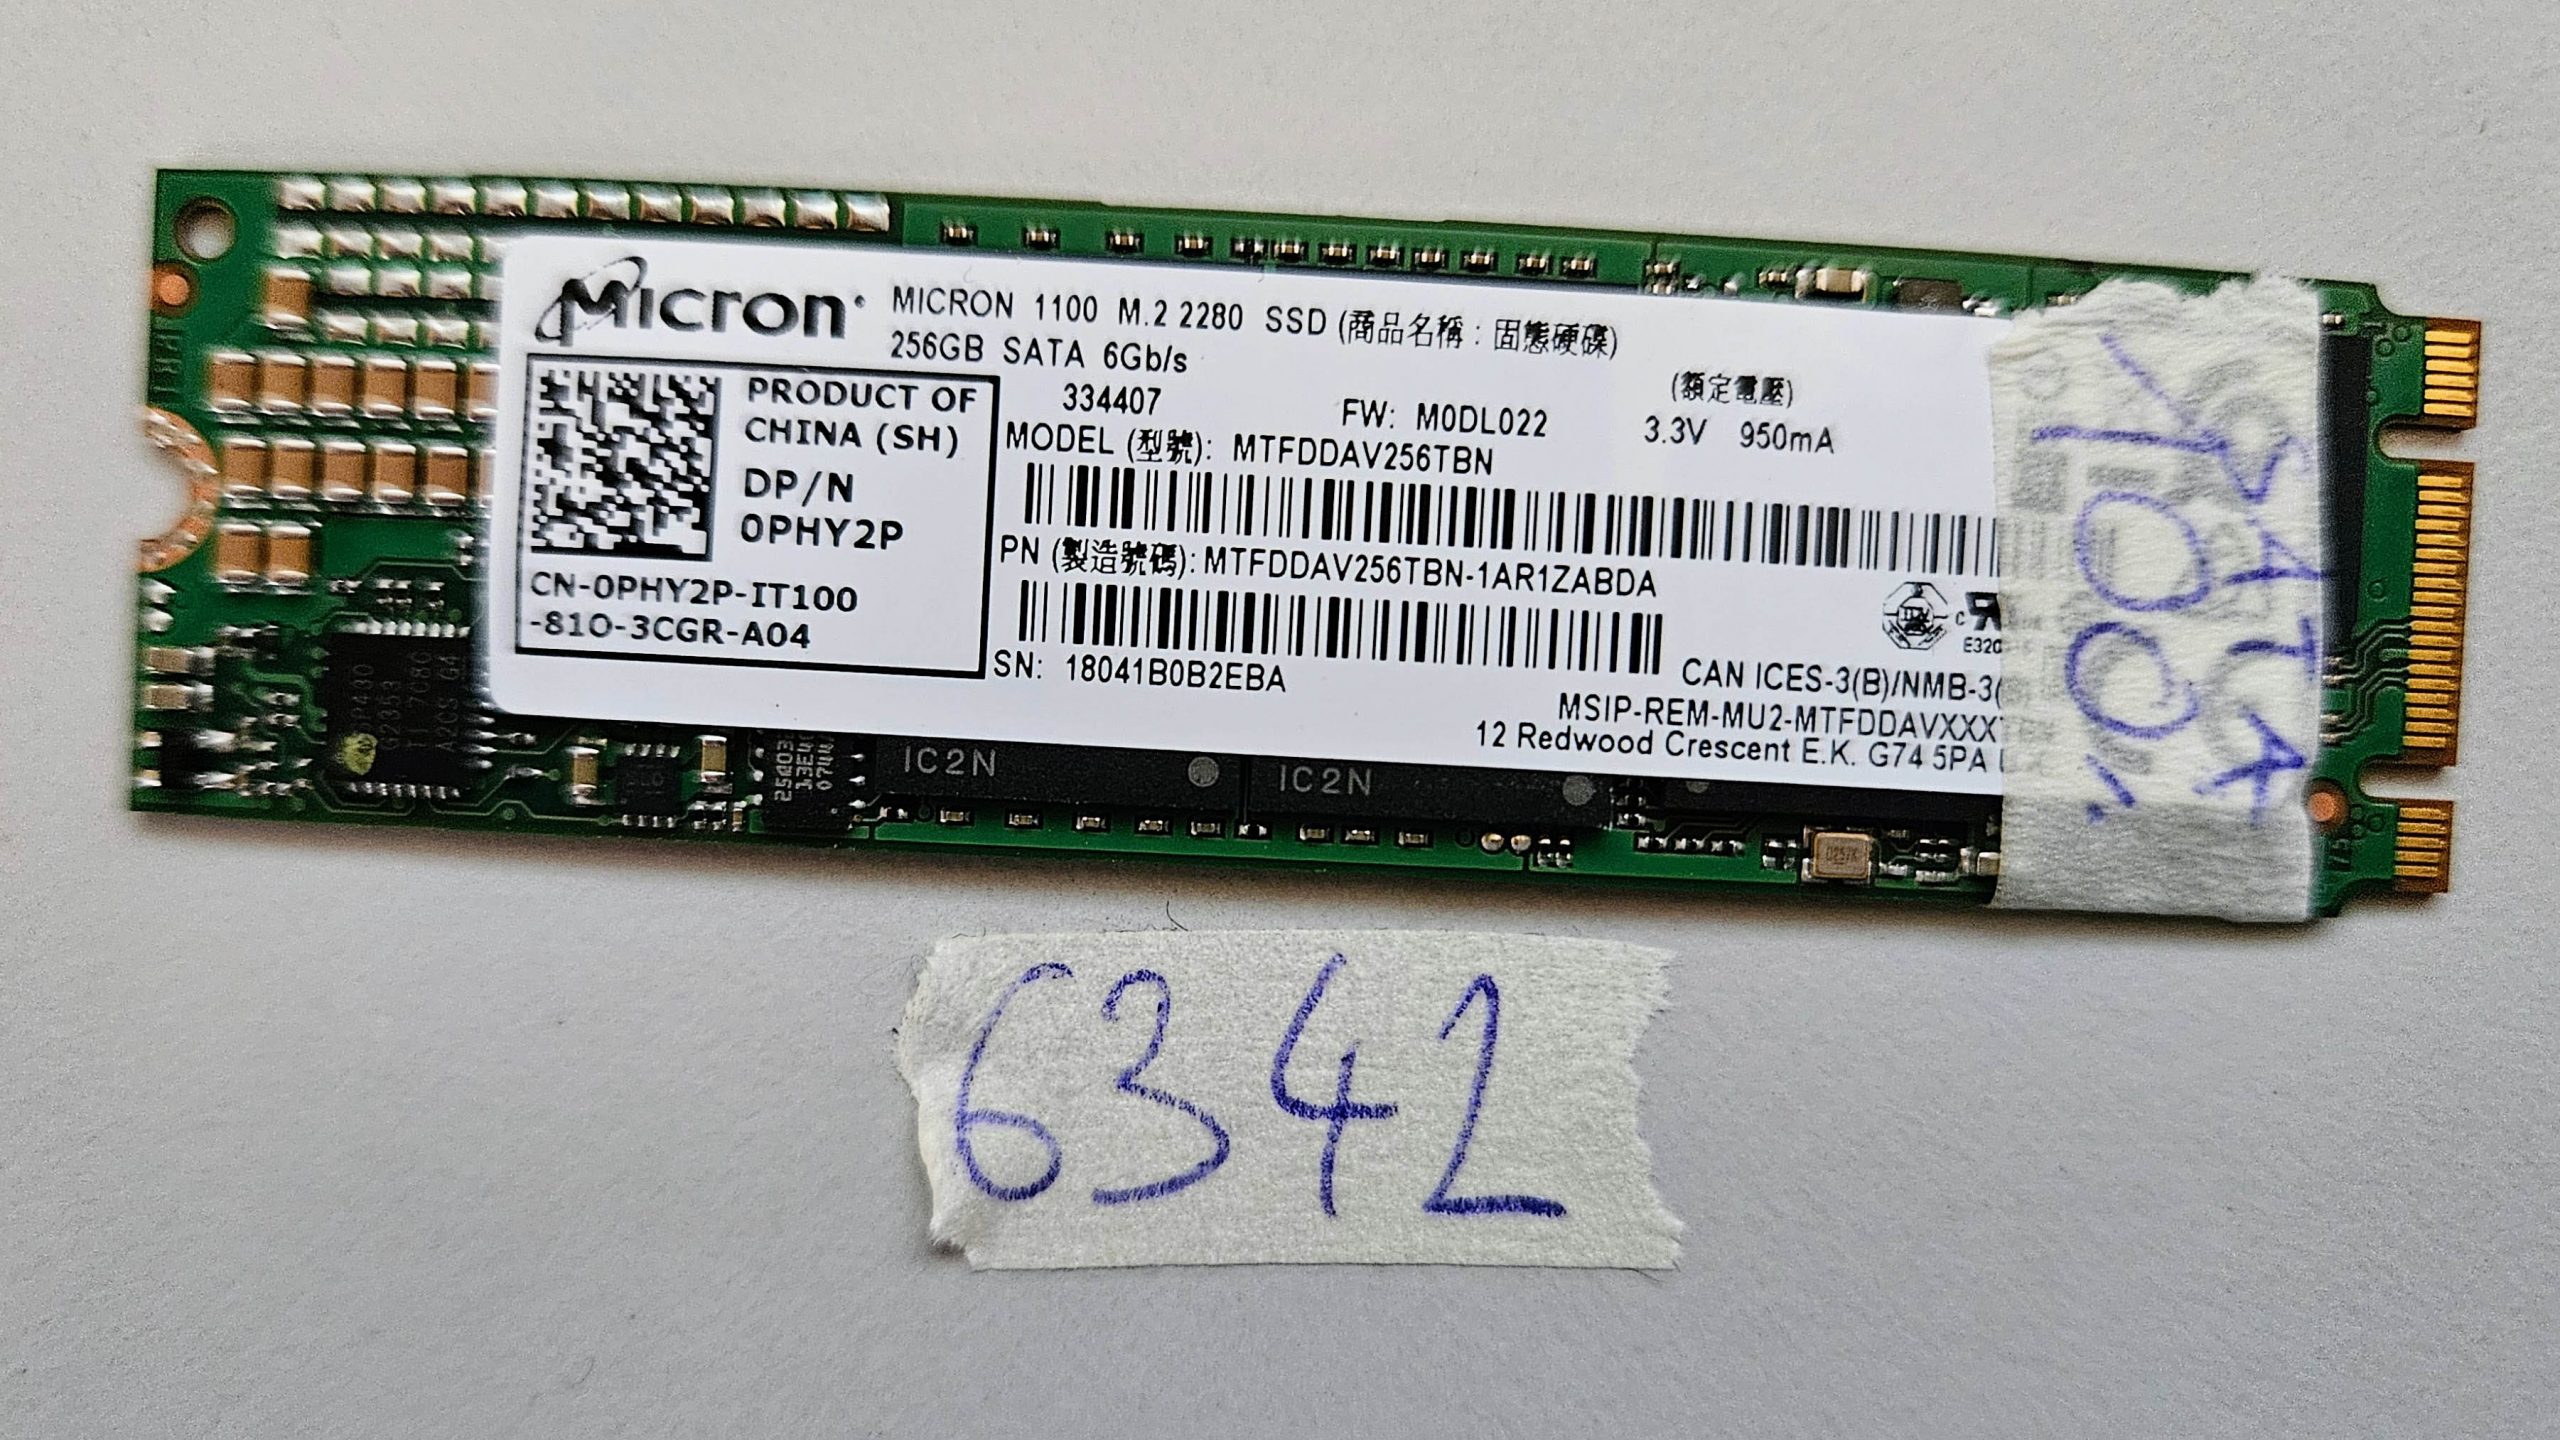 Micron
MICRON 1100 M.2 2280 SSD (商品名稱：固態硬碟)
256GB SATA 6Gb/s
334407
FW: M0DL022
(額定電壓)
3.3V 950mA
PRODUCT OF
CHINA (SH)
DP/N
0PHY2P
CN-0PHY2P-IT100
-81O-3CGR-A04
MODEL (型號): MTFDDAV256TBN
PN (製造號碼): MTFDDAV256TBN-1AR1ZABDA
SN: 18041B0B2EBA
E320
CAN ICES-3(B)/NMB-3(
MSIP-REM-MU2-MTFDDAVXXX
12 Redwood Crescent E.K. G74 5PA
IC2N
IC2N
100%
6342